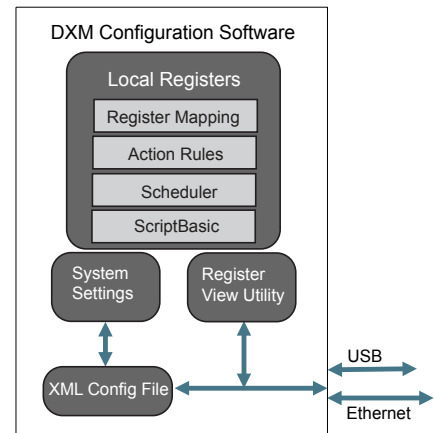 DXM Configuration Software
Local Registers
Register Mapping
Action Rules
Scheduler
ScriptBasic
System
Settings
Register
View Utility
XML Config File
USB
Ethernet